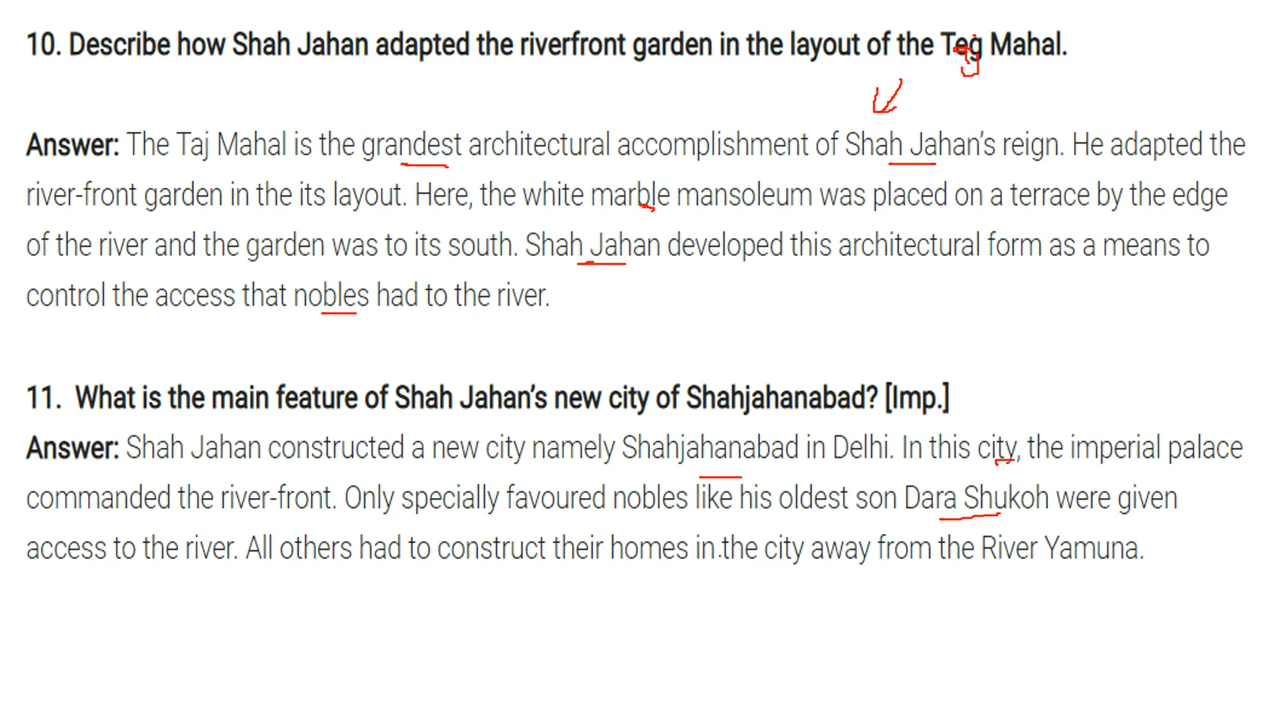 10. Describe how Shah Jahan adapted the riverfront garden in the layout of the Taj Mahal.
Answer: The Taj Mahal is the grandest architectural accomplishment of Shah Jahan's reign. He adapted the
river-front garden in the its layout. Here, the white marble mansoleum was placed on a terrace by the edge
of the river and the garden was to its south. Shah Jahan developed this architectural form as a means to
control the access that nobles had to the river.
11. What is the main feature of Shah Jahan's new city of Shahjahanabad? [Imp.]
Answer: Shah Jahan constructed a new city namely Shahjahanabad in Delhi. In this city, the imperial palace
commanded the river-front. Only specially favoured nobles like his oldest son Dara Shukoh were given
access to the river. All others had to construct their homes in.the city away from the River Yamuna.